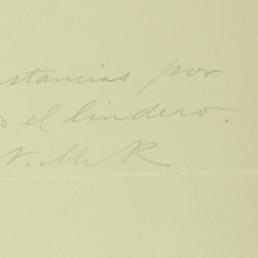 stancias por
o el lindero.
N. M. R